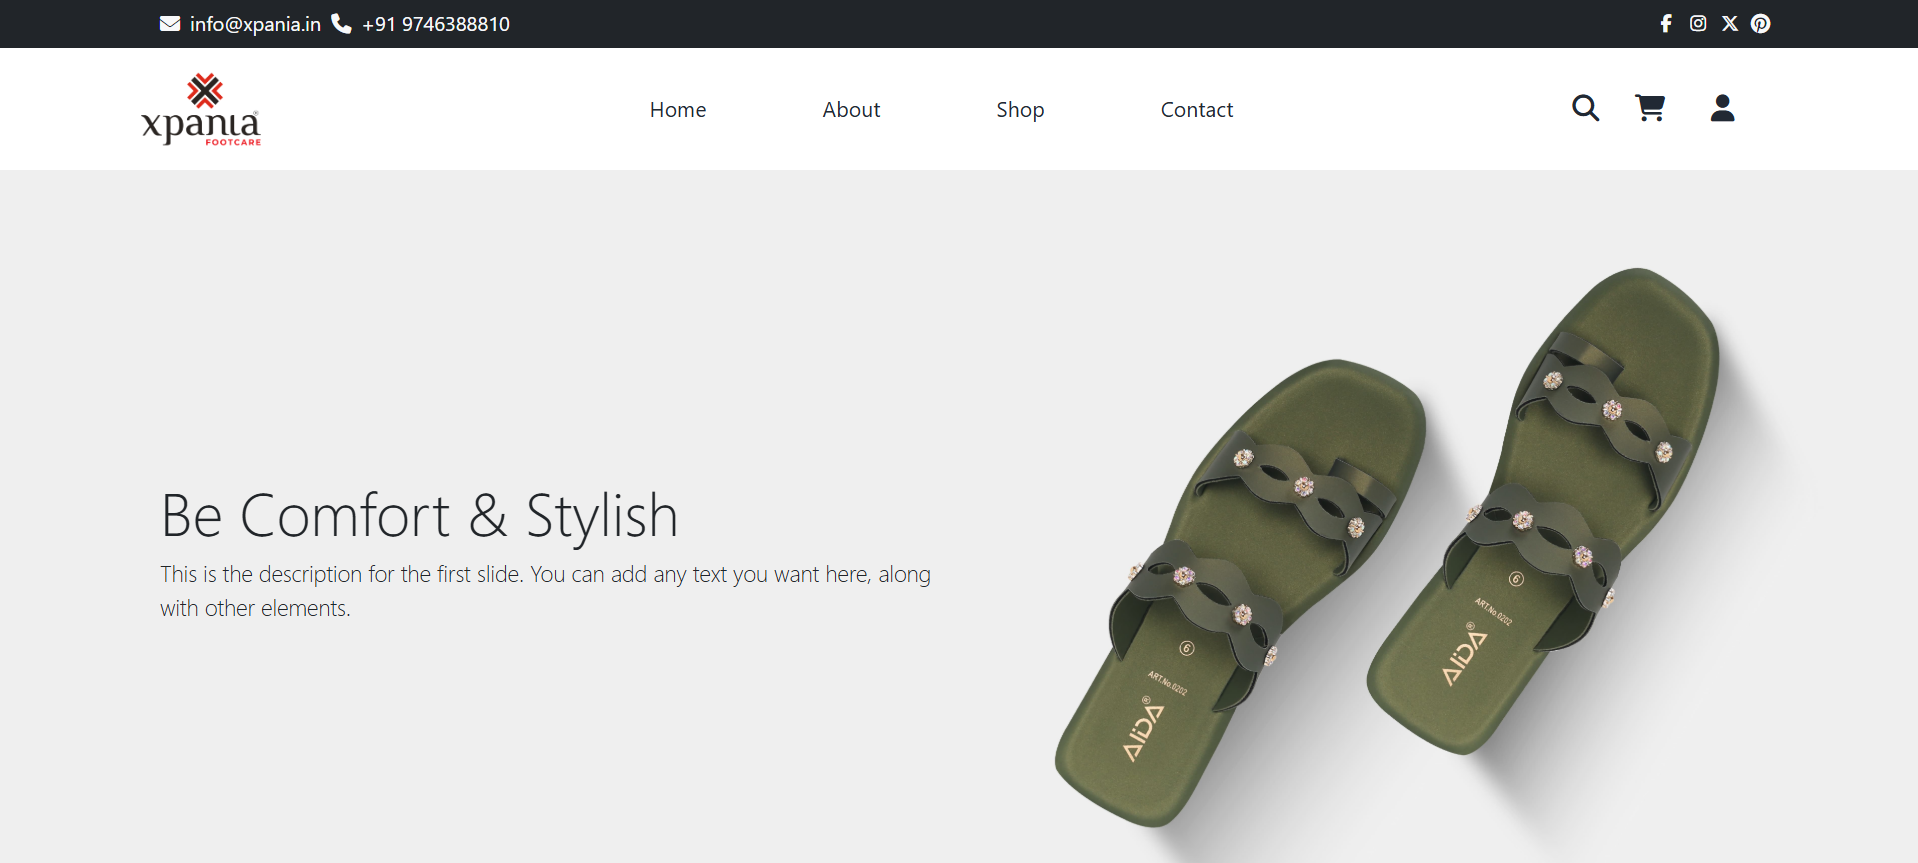 info@xpania.in +91 9746388810
xpania
FOOTCARE
Home About Shop Contact
Be Comfort & Stylish
This is the description for the first slide. You can add any text you want here, along
with other elements.
6
ART.No.0202
AIDA
6
ART.No.0202
AIDA